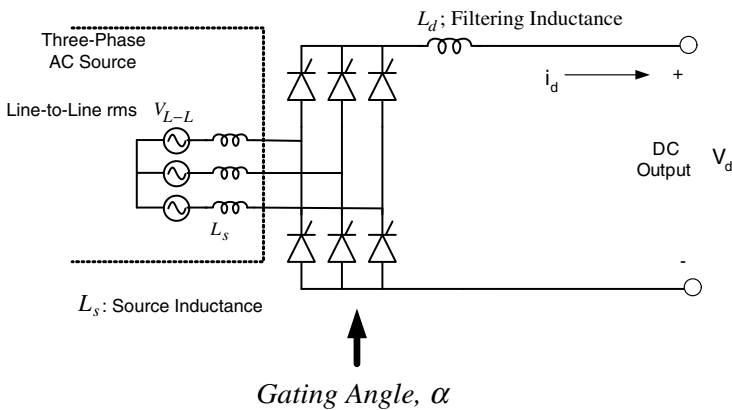 L_d; Filtering Inductance
Three-Phase
AC Source
i_d
+
Line-to-Line rms V_{L-L}
DC
Output
V_d
L_s
-
L_s: Source Inductance
Gating Angle, α